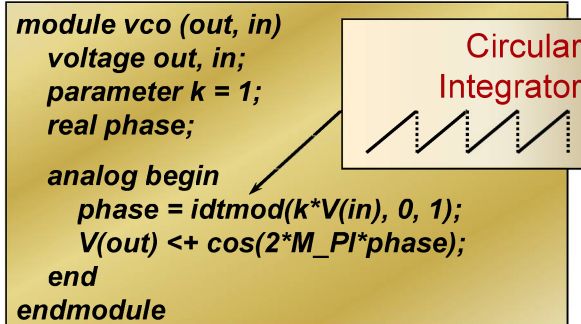 module vco (out, in)
voltage out, in;
parameter k = 1;
real phase;
analog begin
phase = idtmod(k*V(in), 0, 1);
V(out) <+ cos(2*M_PI*phase);
end
endmodule
Circular
Integrator